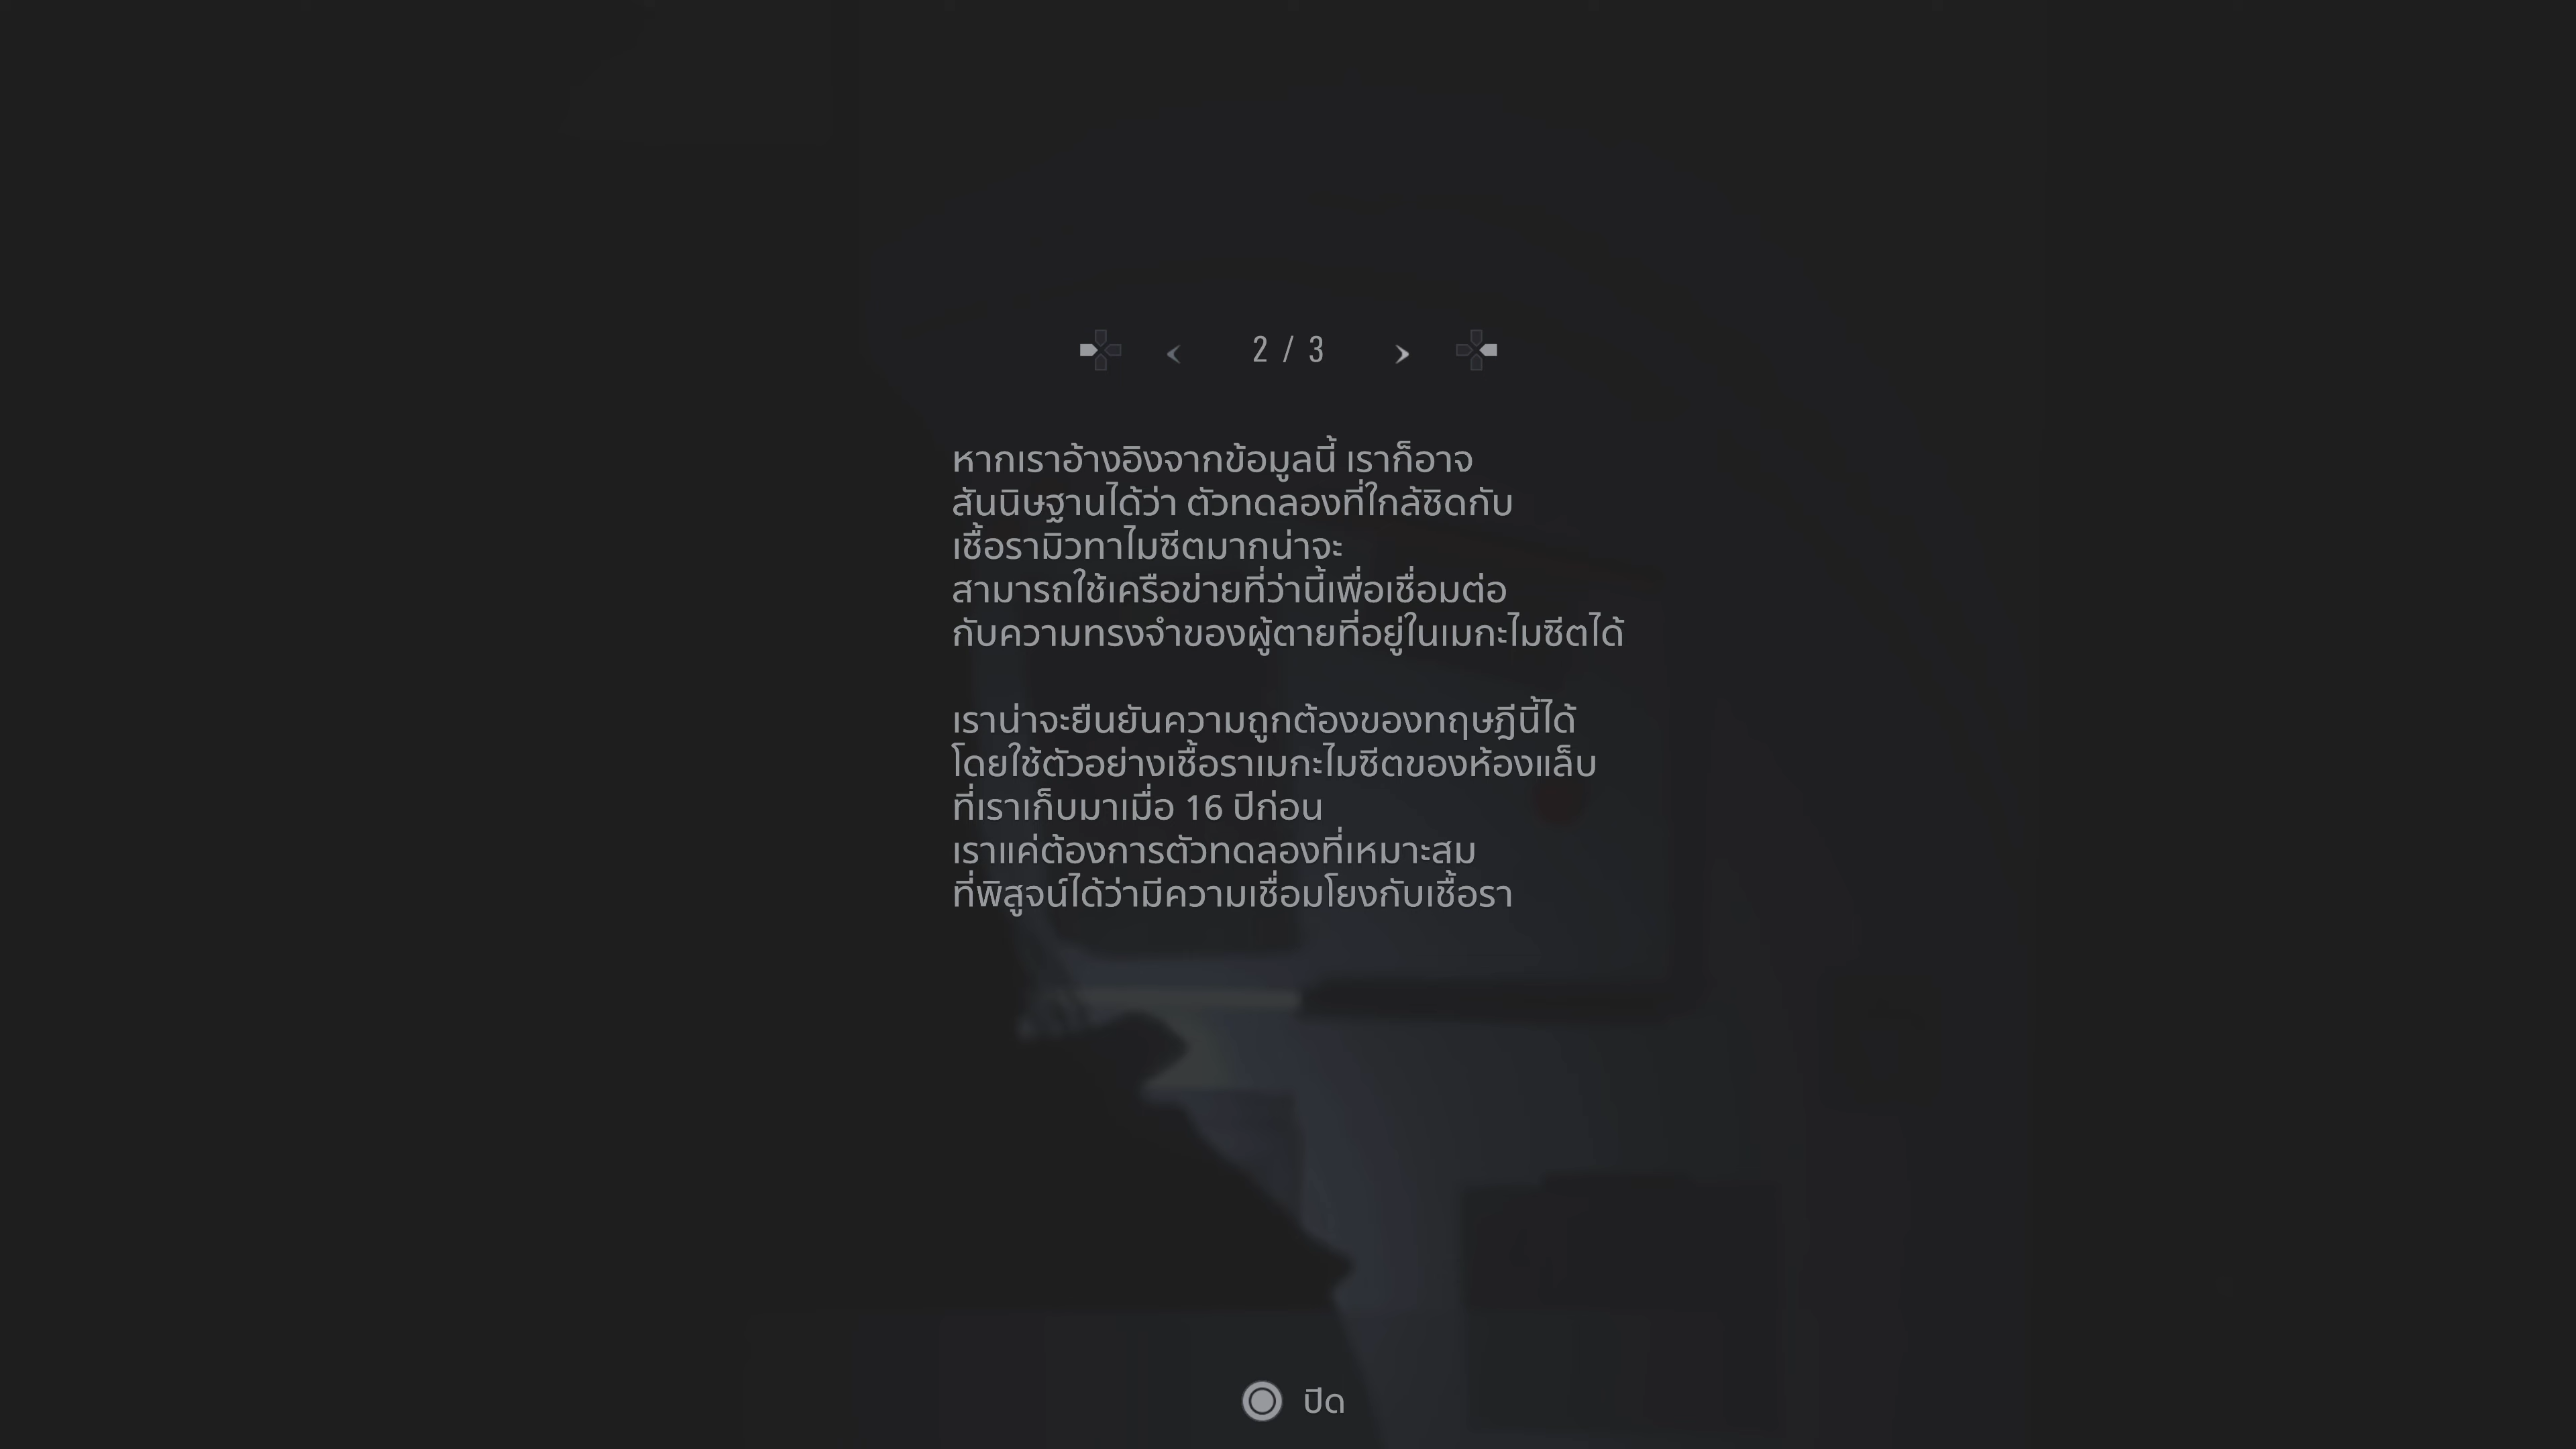 2 / 3
หากเราอ้างอิงจากข้อมูลนี้ เราก็อาจ
สันนิษฐานได้ว่า ตัวทดลองที่ใกล้ชิดกับ
เชื้อรามิวทาไมซีตมากน่าจะ
สามารถใช้เครือข่ายที่ว่านี้เพื่อเชื่อมต่อ
กับความทรงจำของผู้ตายที่อยู่ในเมกะไมซีตได้
เราน่าจะยืนยันความถูกต้องของทฤษฎีนี้ได้
โดยใช้ตัวอย่างเชื้อราเมกะไมซีตของห้องแล็บ
ที่เราเก็บมาเมื่อ 16 ปีก่อน
เราแค่ต้องการตัวทดลองที่เหมาะสม
ที่พิสูจน์ได้ว่ามีความเชื่อมโยงกับเชื้อรา
ปิด